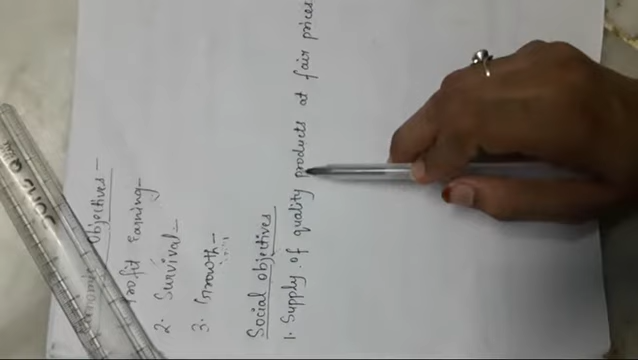 Objectives -
Profit Earning -
2. Survival -
3. Growth -
Social objectives
1. Supply of quality products at fair prices